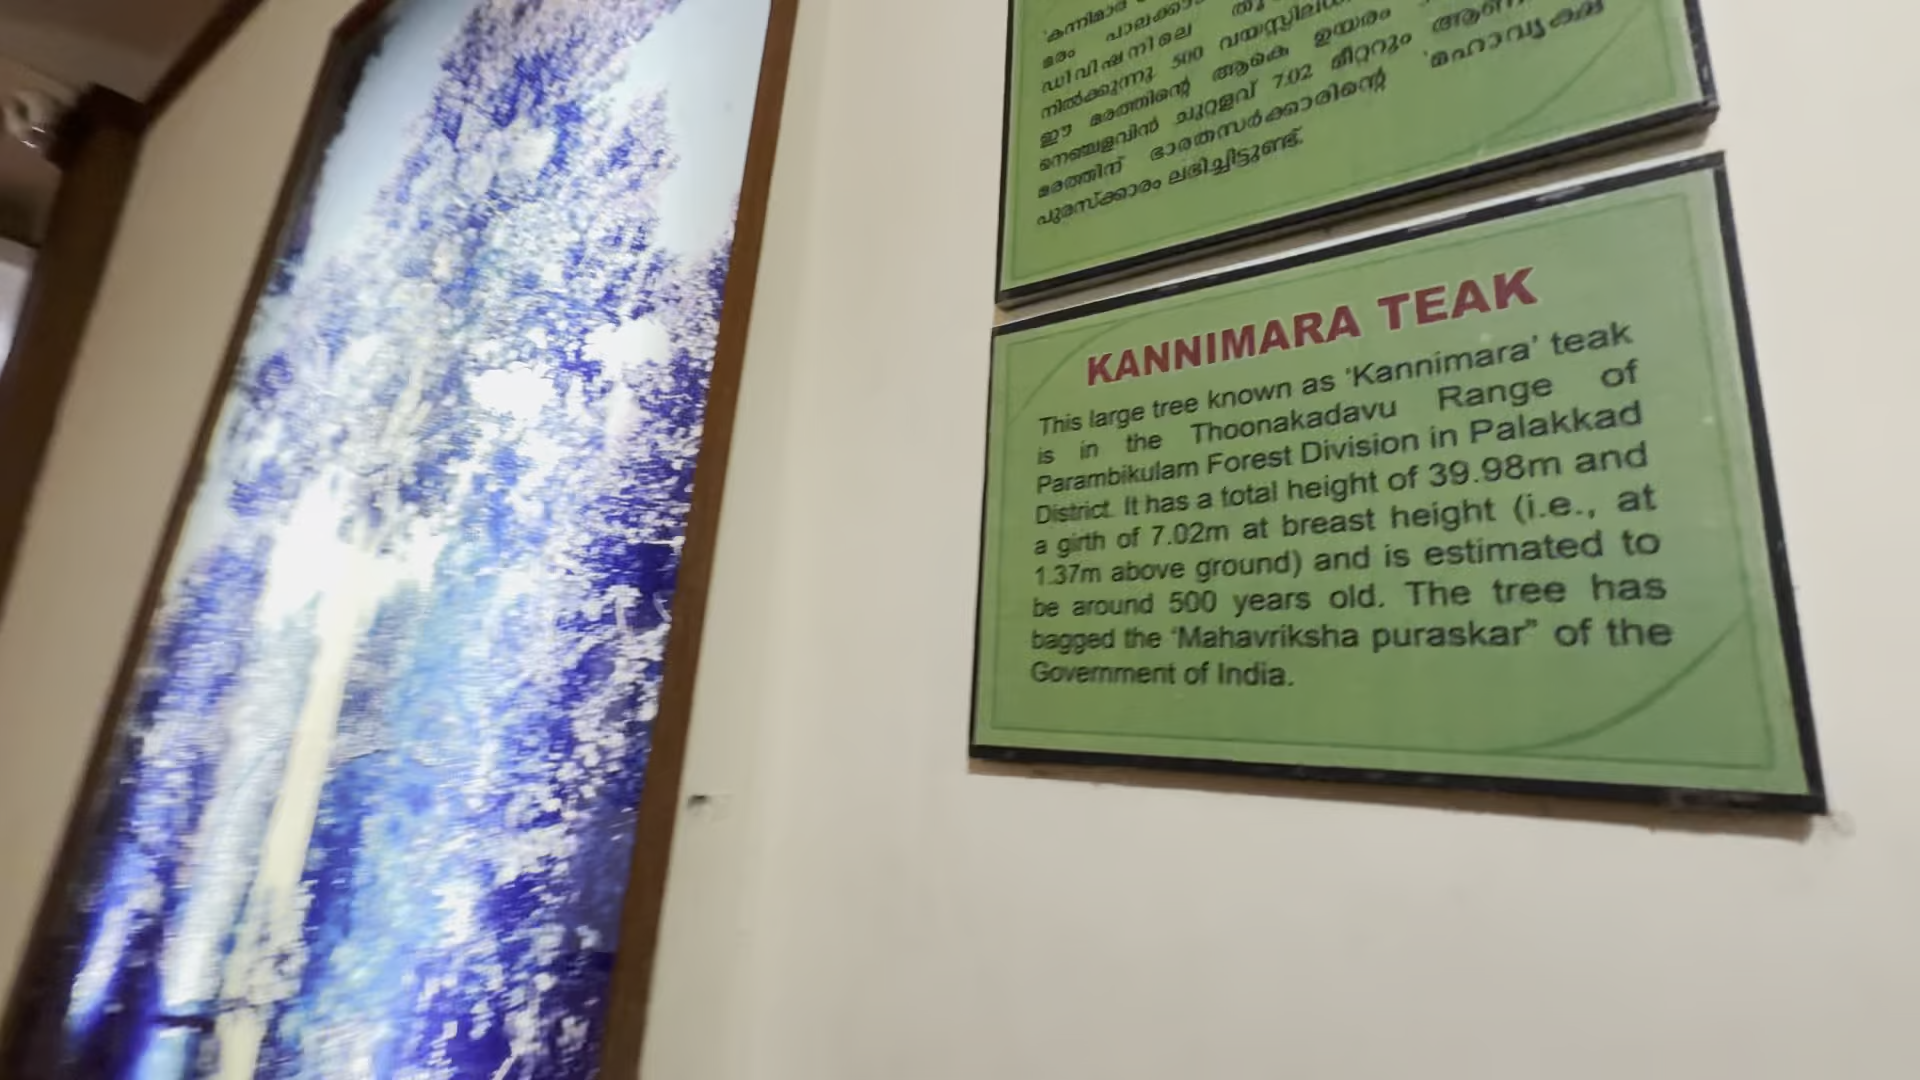 'കന്നിമാര
മരം പാലക്കാട്
ഡിവിഷനിലെ
നിൽക്കുന്നു. 500 വയസ്സിലധി
ഈ മരത്തിന്റെ ആകെ ഉയരം
നെഞ്ചളവിൻ ചുറ്റളവ് 7.02 മീറ്ററും ആണ്
മരത്തിന് ഭാരതസർക്കാരിന്റെ 'മഹാവൃക്ഷ
പുരസ്ക്കാരം ലഭിച്ചിട്ടുണ്ട്.
KANNIMARA TEAK
This large tree known as 'Kannimara' teak
is in the Thoonakadavu Range of
Parambikulam Forest Division in Palakkad
District. It has a total height of 39.98m and
a girth of 7.02m at breast height (i.e., at
1.37m above ground) and is estimated to
be around 500 years old. The tree has
bagged the 'Mahavriksha puraskar" of the
Government of India.